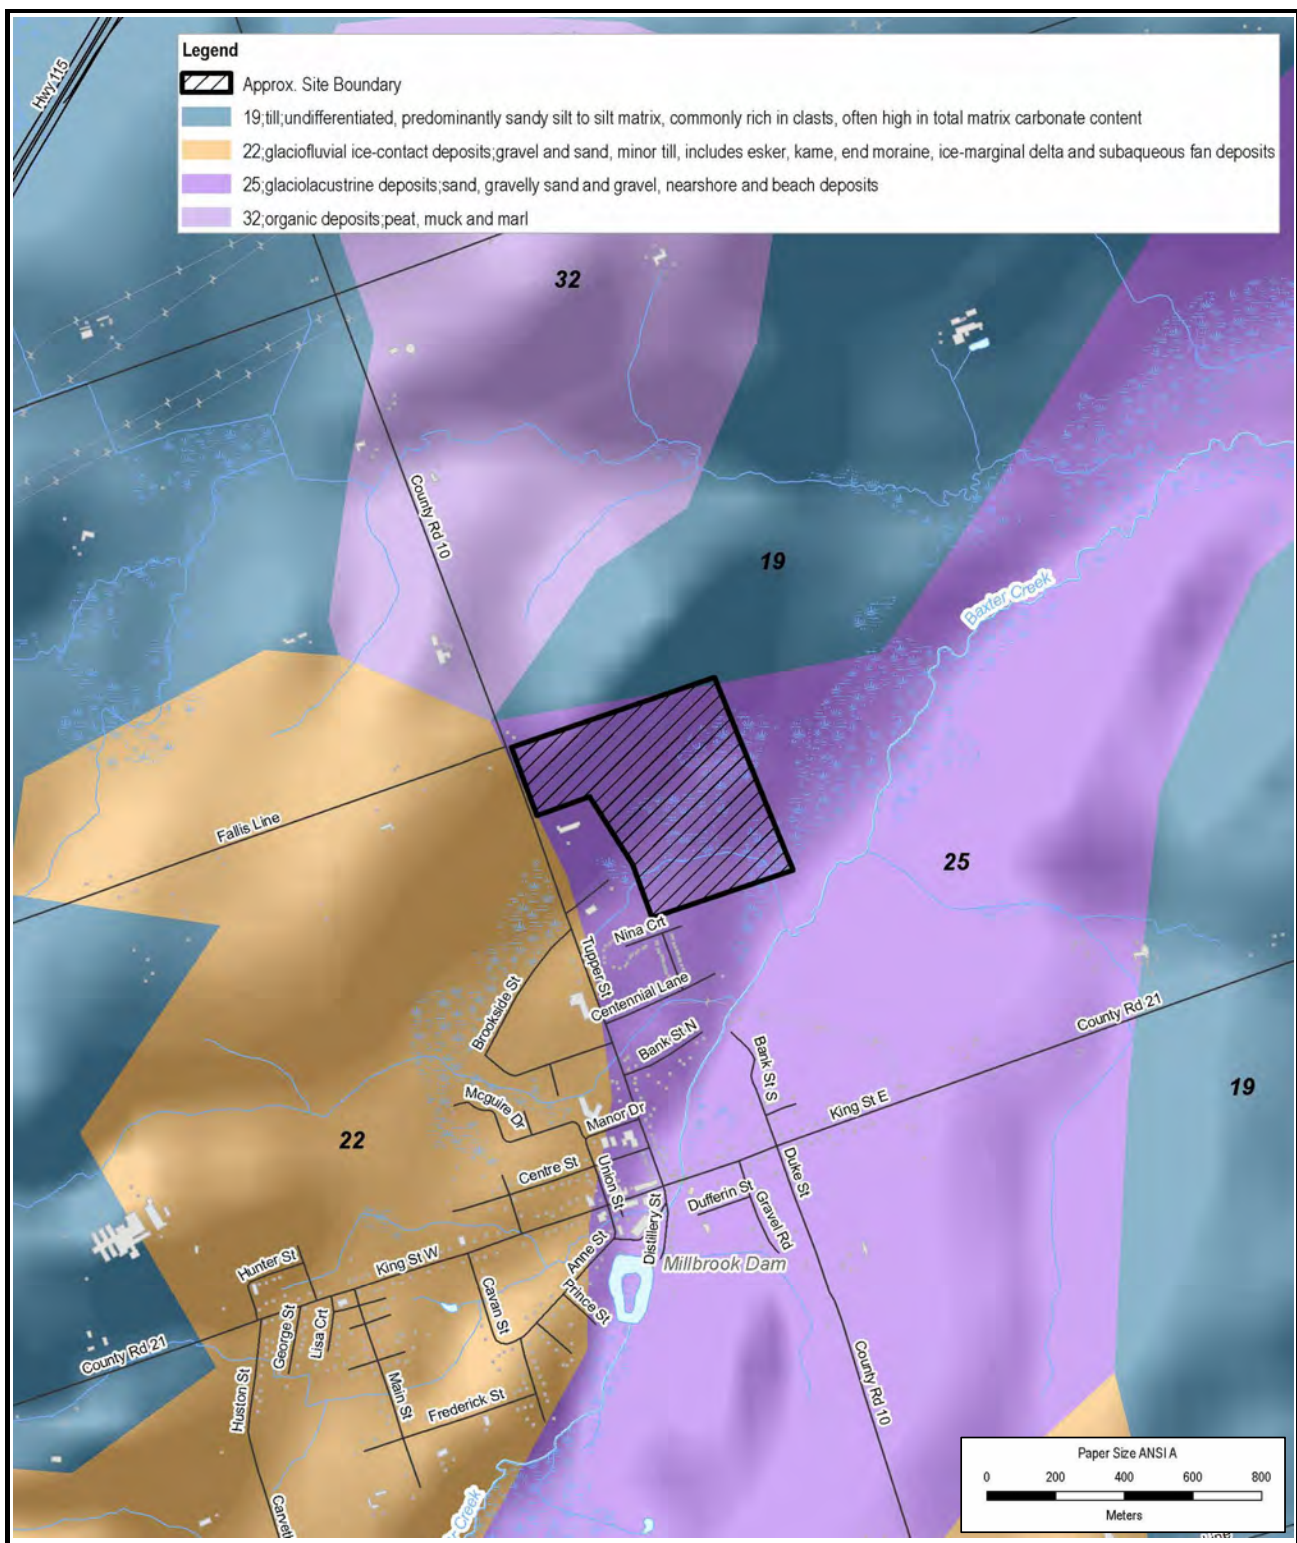 Legend
Approx. Site Boundary
19;till;undifferentiated, predominantly sandy silt to silt matrix, commonly rich in clasts, often high in total matrix carbonate content
22;glaciofluvial ice-contact deposits;gravel and sand, minor till, includes esker, kame, end moraine, ice-marginal delta and subaqueous fan deposits
25;glaciolacustrine deposits;sand, gravelly sand and gravel, nearshore and beach deposits
32;organic deposits;peat, muck and marl
Hwy 115
32
County Rd 10
19
Baxter Creek
Fallis Line
25
Nina Crt
Tupper St
Brookside St
Centennial Lane
County Rd 21
Bank St N
Bank St S
19
Mcguire Dr
Manor Dr
King St E
22
Centre St
Union St
Duke St
Dufferin St
Gravel Rd
Distillery St
Anne St
Millbrook Dam
Hunter St
King St W
Prince St
Cavan St
George St
Lisa Crt
County Rd 21
Huston St
Main St
Frederick St
County Rd 10
Creek
Paper Size ANSI A
0 200 400 600 800
Meters